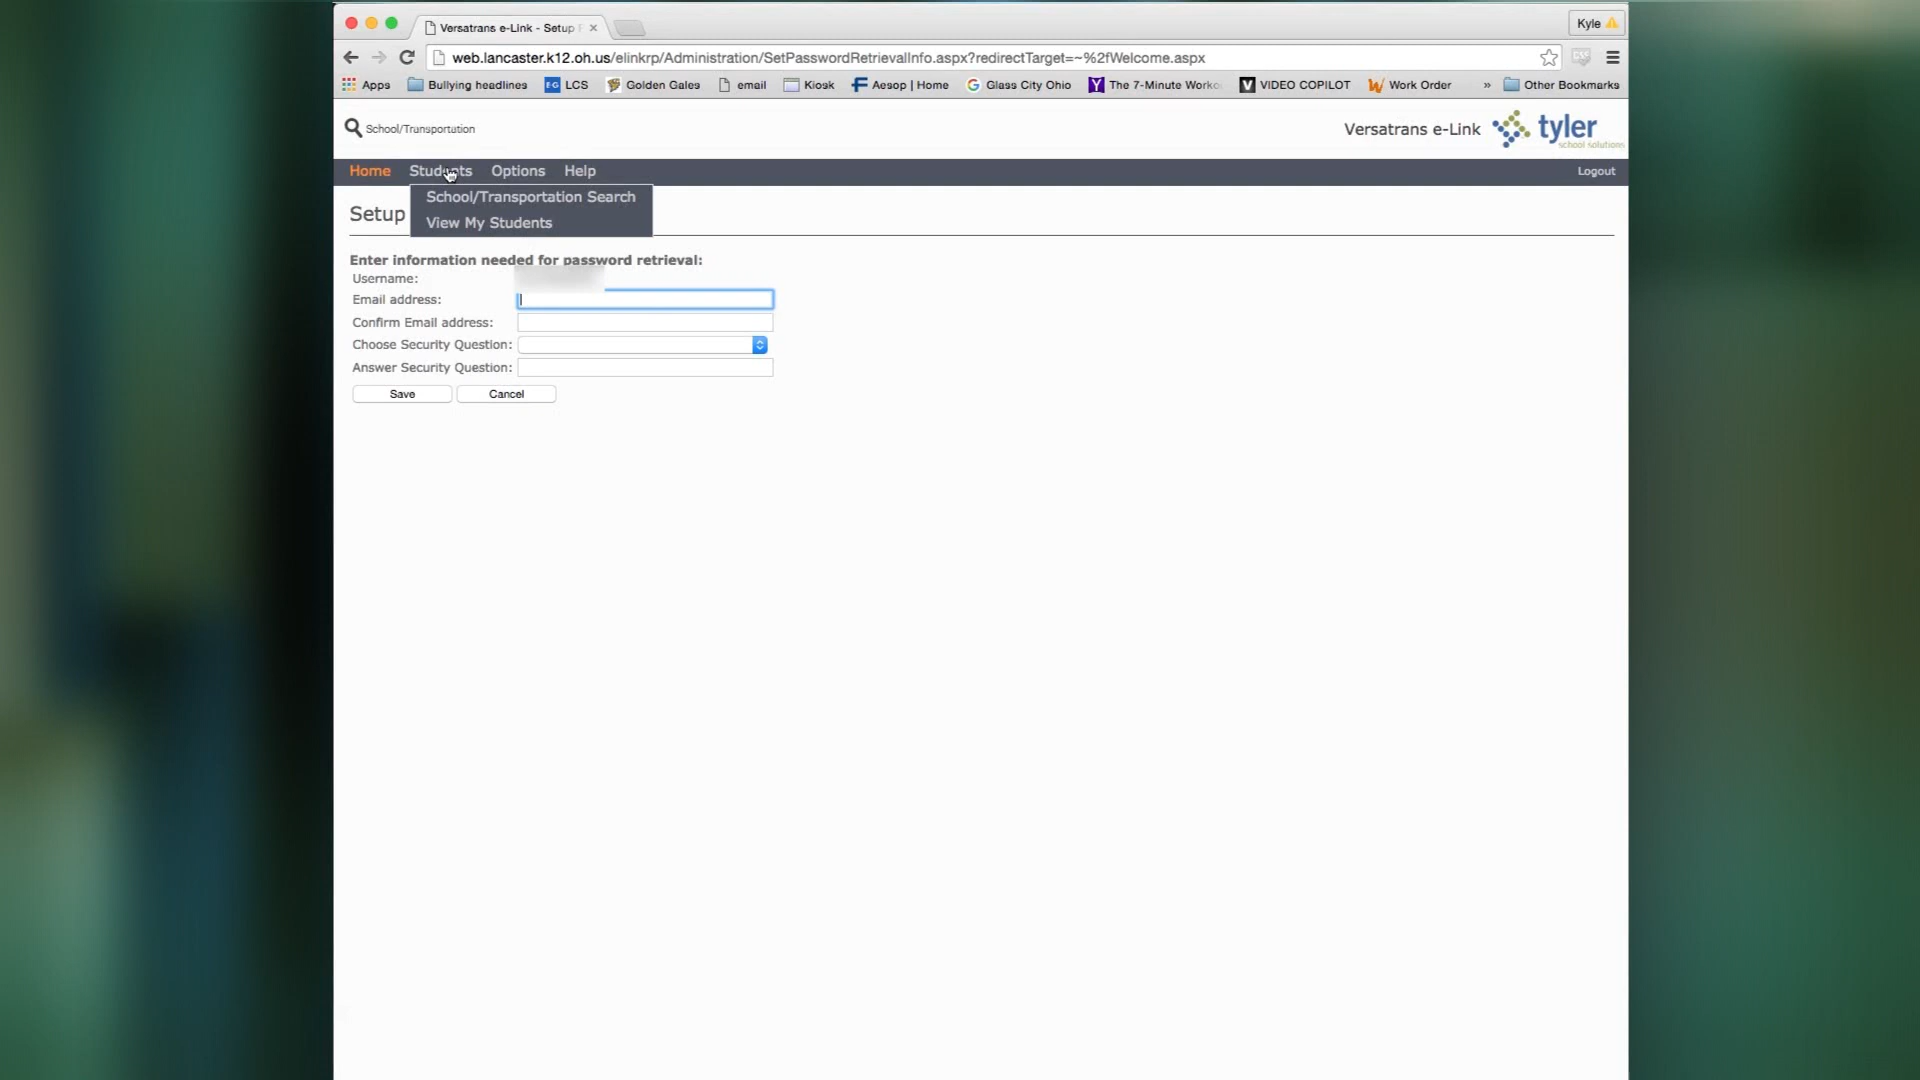 Versatrans e-Link - Setup
Kyle
web.lancaster.k12.oh.us/elinkrp/Administration/SetPasswordRetrievalInfo.aspx?redirectTarget=~%2fWelcome.aspx
Apps Bullying headlines LCS Golden Gales email Kiosk Aesop | Home Glass City Ohio The 7-Minute VIDEO COPILOT Work Order » Other Bookmarks
School/Transportation
Versatrans e-Link tyler
school solutions
Home Students Options Help Logout
School/Transportation Search
View My Students
Setup
Enter information needed for password retrieval:
Username:
Email address:
Confirm Email address:
Choose Security Question:
Answer Security Question:
Save Cancel